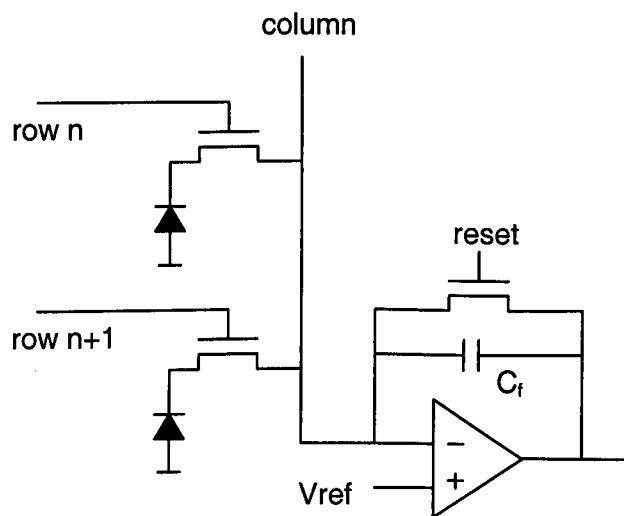 column
row n
reset
row n+1
Cf
−
+
Vref